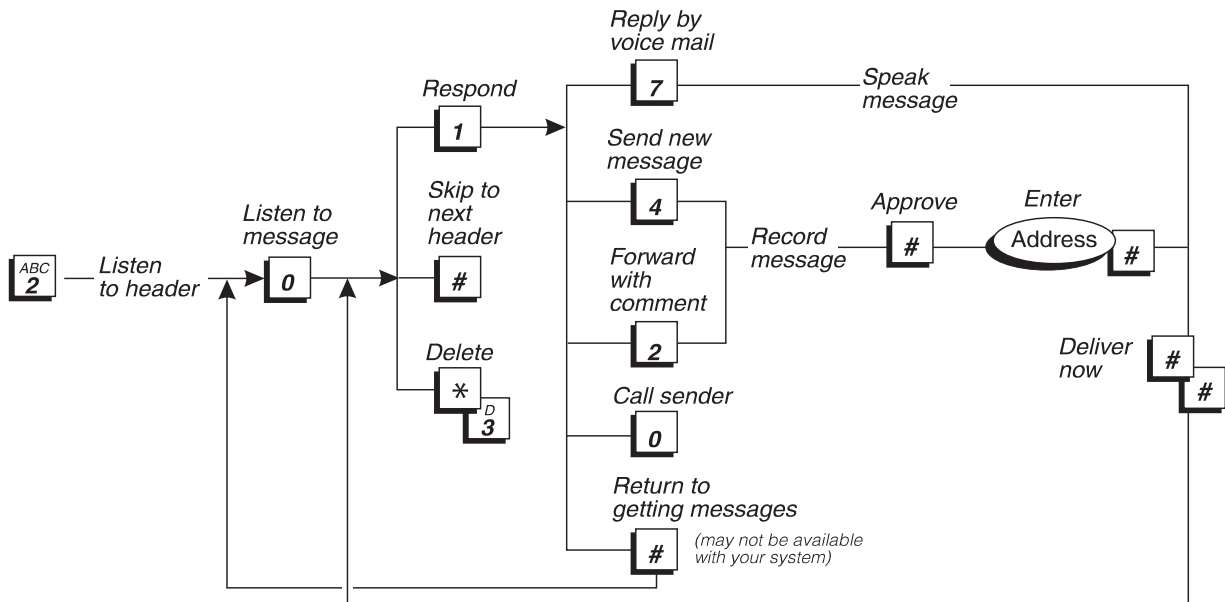 Reply by
voice mail
7
Speak
message
Respond
1
Send new
message
4
Skip to
next
header
#
Listen to
message
0
ABC
2
Listen
to header
Forward
with
comment
2
Record
message
Approve
#
Enter
Address
#
Delete
*
D
3
Call sender
0
Deliver
now
#
#
Return to
getting messages
#
(may not be available
with your system)